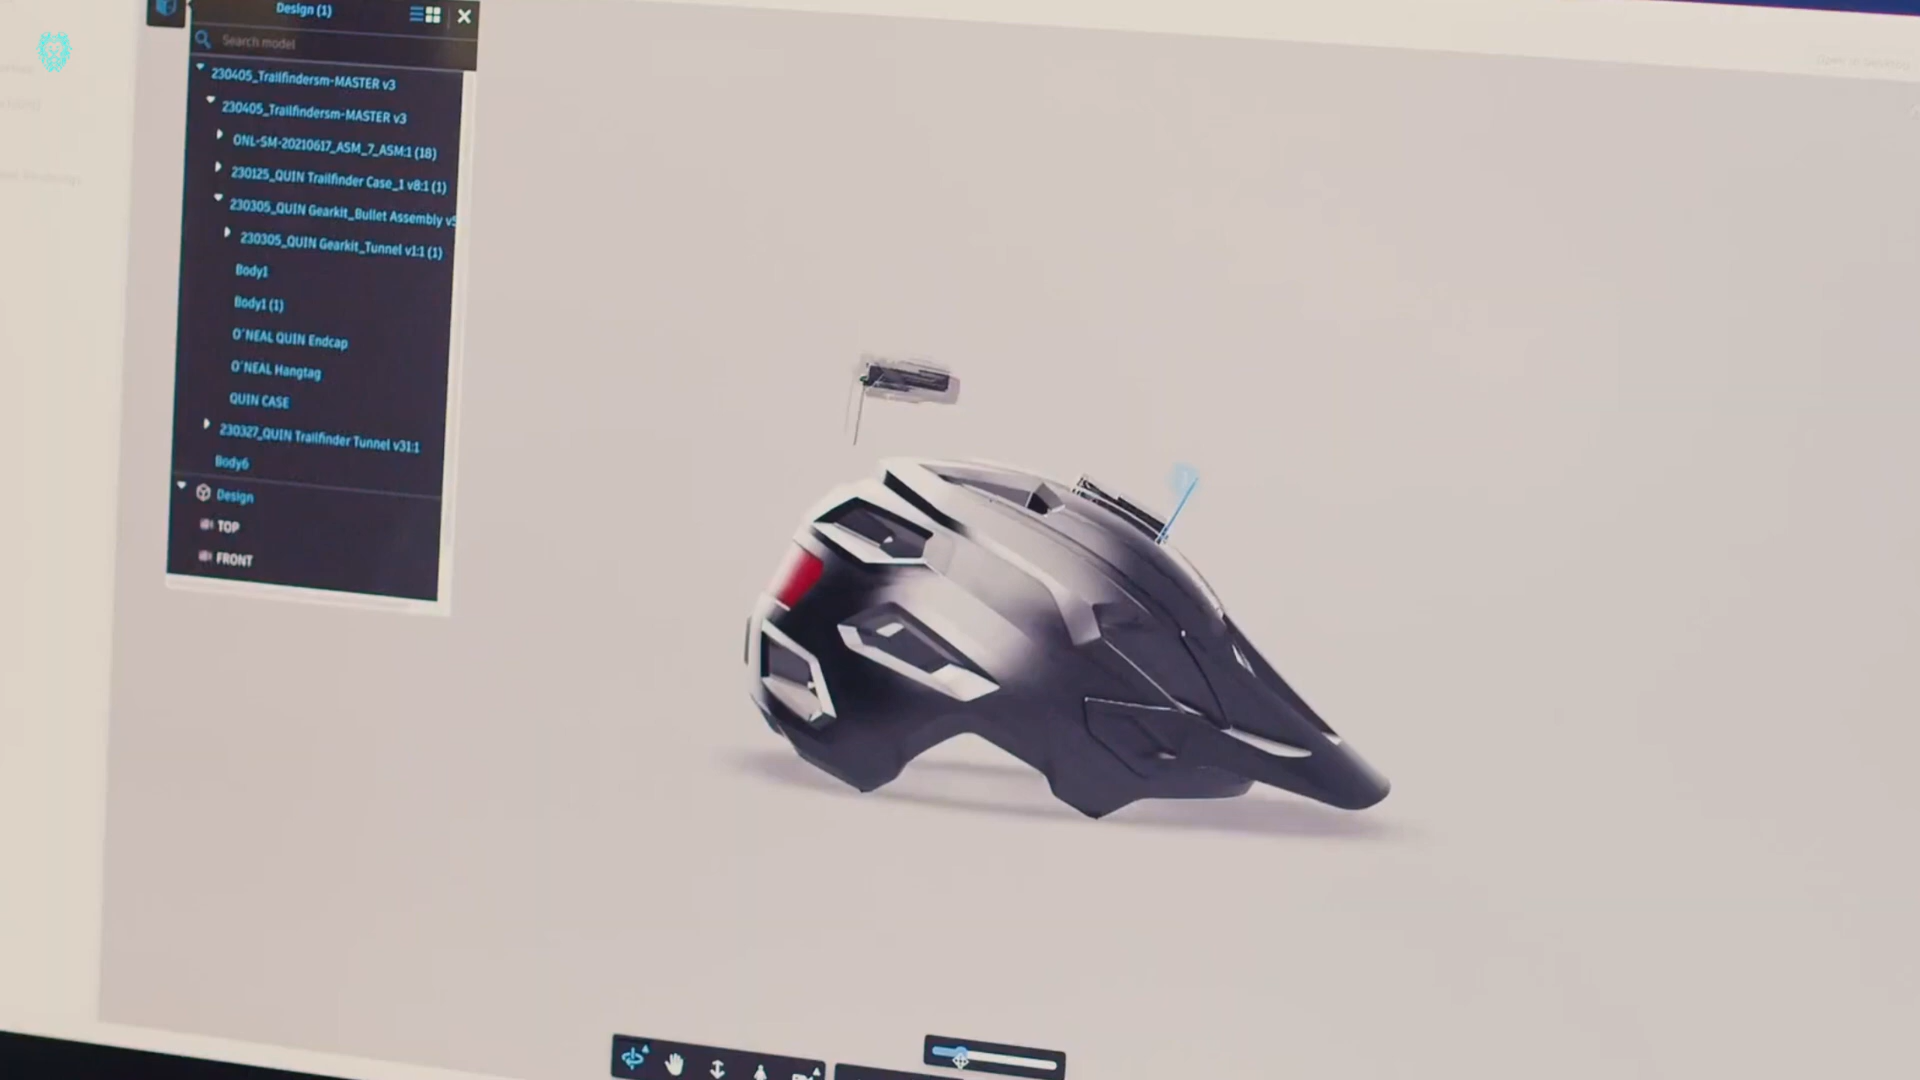 Design (1)
Search model
230405_Trailfindersm-MASTER v3
230405_Trailfindersm-MASTER v3
ONL-SM-20210617_ASM_7_ASM:1 (18)
230125_QUIN Trailfinder Case_1 v8:1 (1)
230305_QUIN Gearkit_Bullet Assembly v5
230305_QUIN Gearkit_Tunnel v1:1 (1)
Body1
Body1 (1)
O´NEAL QUIN Endcap
O´NEAL Hangtag
QUIN CASE
230327_QUIN Trailfinder Tunnel v31:1
Body6
Design
TOP
FRONT